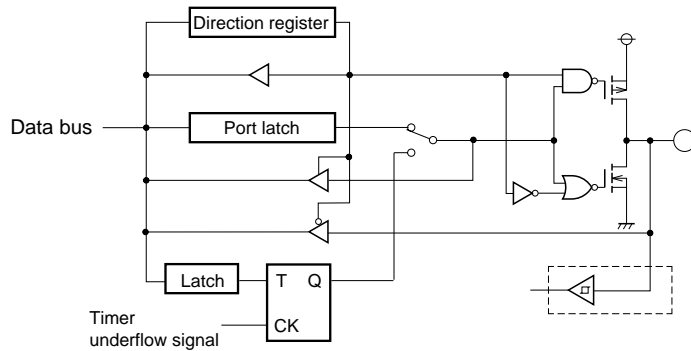 Direction register
Data bus
Port latch
Latch
T Q
CK
Timer
underflow signal